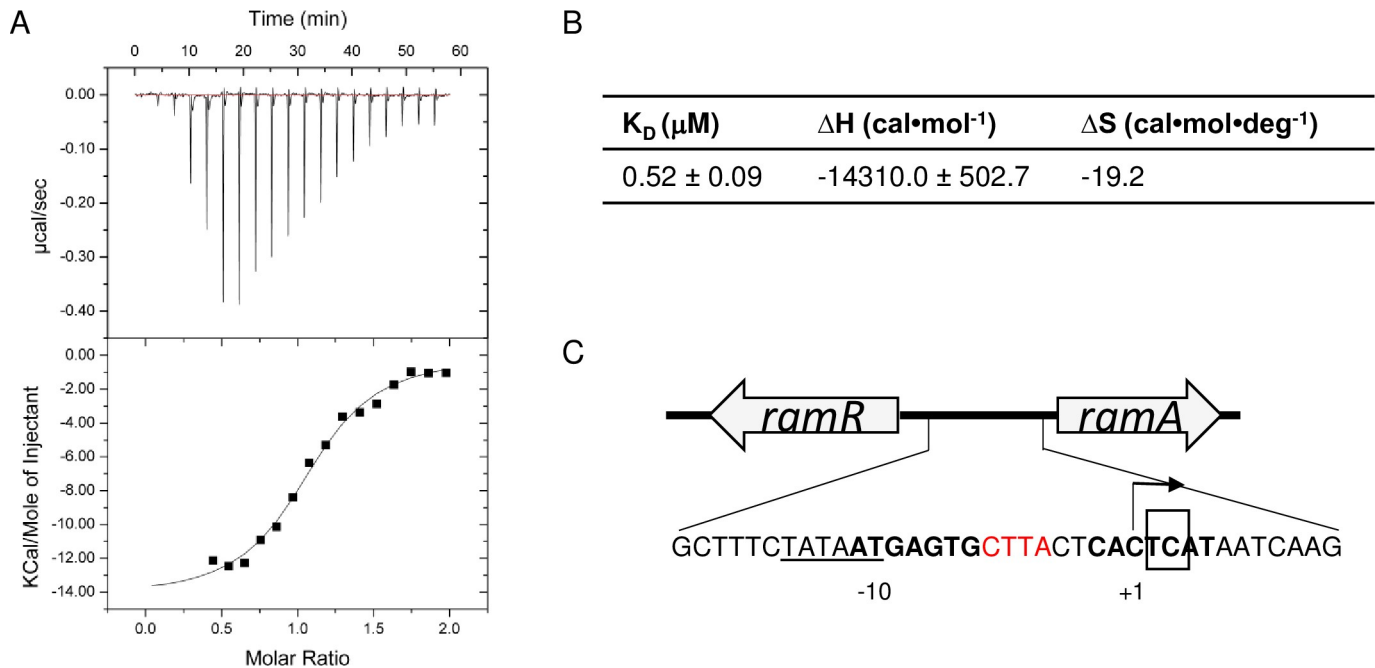 A
Time (min)
0 10 20 30 40 50 60
0.00
-0.10
-0.20
-0.30
-0.40
µcal/sec
0.00
-2.00
-4.00
-6.00
-8.00
-10.00
-12.00
-14.00
KCal/Mole of Injectant
0.0 0.5 1.0 1.5 2.0
Molar Ratio
B
K_D (µM) ΔH (cal•mol⁻¹) ΔS (cal•mol•deg⁻¹)
0.52 ± 0.09 -14310.0 ± 502.7 -19.2
C
ramR ramA
GCTTTCTATAATGAGTGCTTACTCACTCATAATCAAG
-10 +1